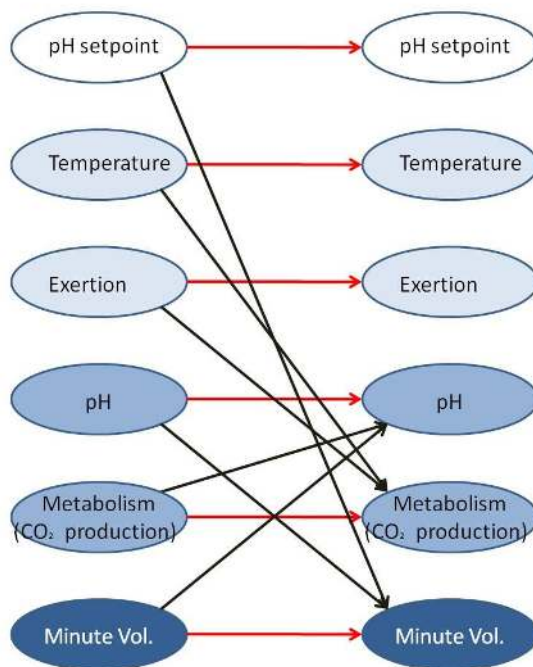 pH setpoint pH setpoint
Temperature Temperature
Exertion Exertion
pH pH
Metabolism Metabolism
(CO₂ production) (CO₂ production)
Minute Vol. Minute Vol.